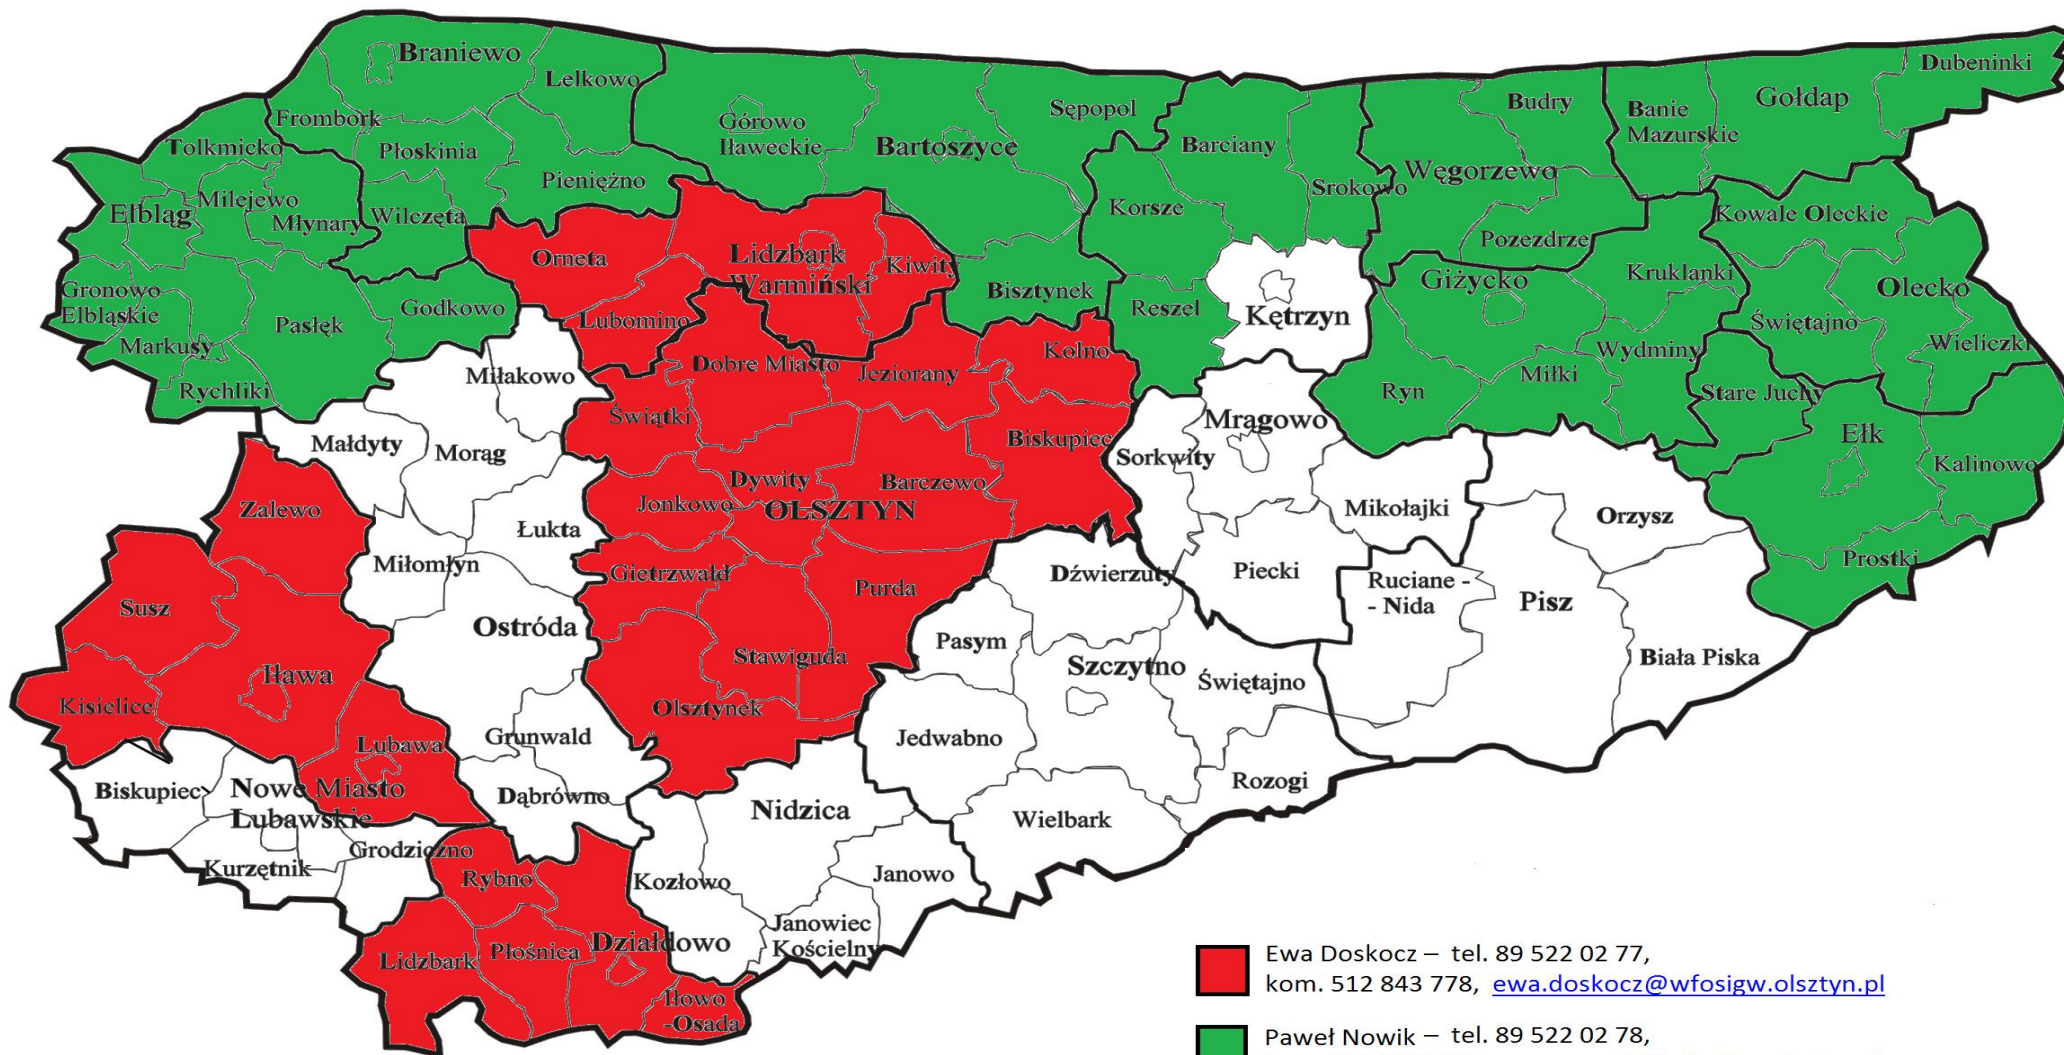 Braniewo
Lelkowo
Dubeninki
Frombork
Górowo
Iławeckie
Sępopol
Budry
Banie
Mazurskie
Gołdap
Tolkmicko
Płoskinia
Bartoszyce
Barciany
Węgorzewo
Pieniężno
Srokowo
Elbląg
Milejewo
Młynary
Wilczęta
Korsze
Kowale Oleckie
Pozezdrze
Orneta
Lidzbark
Warmiński
Kiwity
Kruklanki
Gronowo
Elbląskie
Godkowo
Bisztynek
Reszel
Giżycko
Olecko
Pasłęk
Lubomino
Kętrzyn
Świętajno
Markusy
Kolno
Wydminy
Wieliczki
Rychliki
Miłakowo
Dobre Miasto
Jeziorany
Ryn
Miłki
Stare Juchy
Małdyty
Morąg
Świątki
Biskupiec
Mrągowo
Sorkwity
Ełk
Kalinowo
Zalewo
Dywity
Barczewo
Jonkowo
OLSZTYN
Mikołajki
Orzysz
Łukta
Miłomłyn
Gietrzwałd
Purda
Dźwierzuty
Piecki
Ruciane -
- Nida
Prostki
Susz
Ostróda
Pasym
Pisz
Stawiguda
Szczytno
Świętajno
Biała Piska
Iława
Kisielice
Olsztynek
Lubawa
Grunwald
Jedwabno
Biskupiec
Nowe Miasto
Lubawskie
Dąbrówno
Nidzica
Rozogi
Wielbark
Grodziczno
Kurzętnik
Rybno
Kozłowo
Janowo
Janowiec
Kościelny
Lidzbark
Płośnica
Działdowo
Iłowo
-Osada
Ewa Doskocz – tel. 89 522 02 77,
kom. 512 843 778, ewa.doskocz@wfosigw.olsztyn.pl
Paweł Nowik – tel. 89 522 02 78,